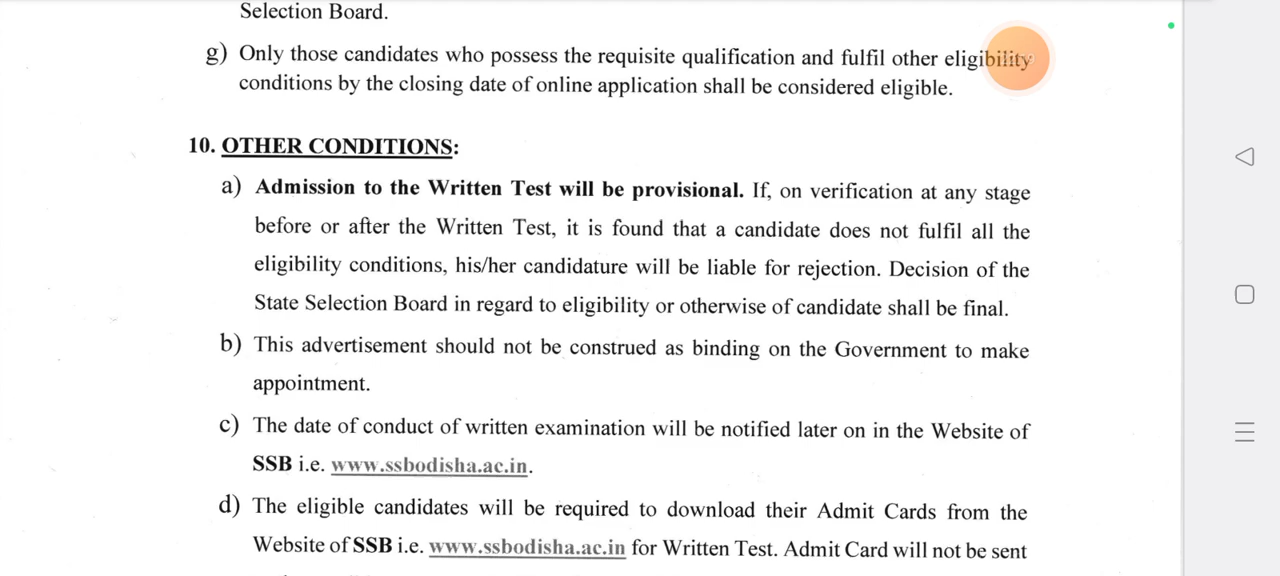 Selection Board.
g) Only those candidates who possess the requisite qualification and fulfil other eligibility
conditions by the closing date of online application shall be considered eligible.
10. OTHER CONDITIONS:
a) Admission to the Written Test will be provisional. If, on verification at any stage
before or after the Written Test, it is found that a candidate does not fulfil all the
eligibility conditions, his/her candidature will be liable for rejection. Decision of the
State Selection Board in regard to eligibility or otherwise of candidate shall be final.
b) This advertisement should not be construed as binding on the Government to make
appointment.
c) The date of conduct of written examination will be notified later on in the Website of
SSB i.e. www.ssbodisha.ac.in.
d) The eligible candidates will be required to download their Admit Cards from the
Website of SSB i.e. www.ssbodisha.ac.in for Written Test. Admit Card will not be sent